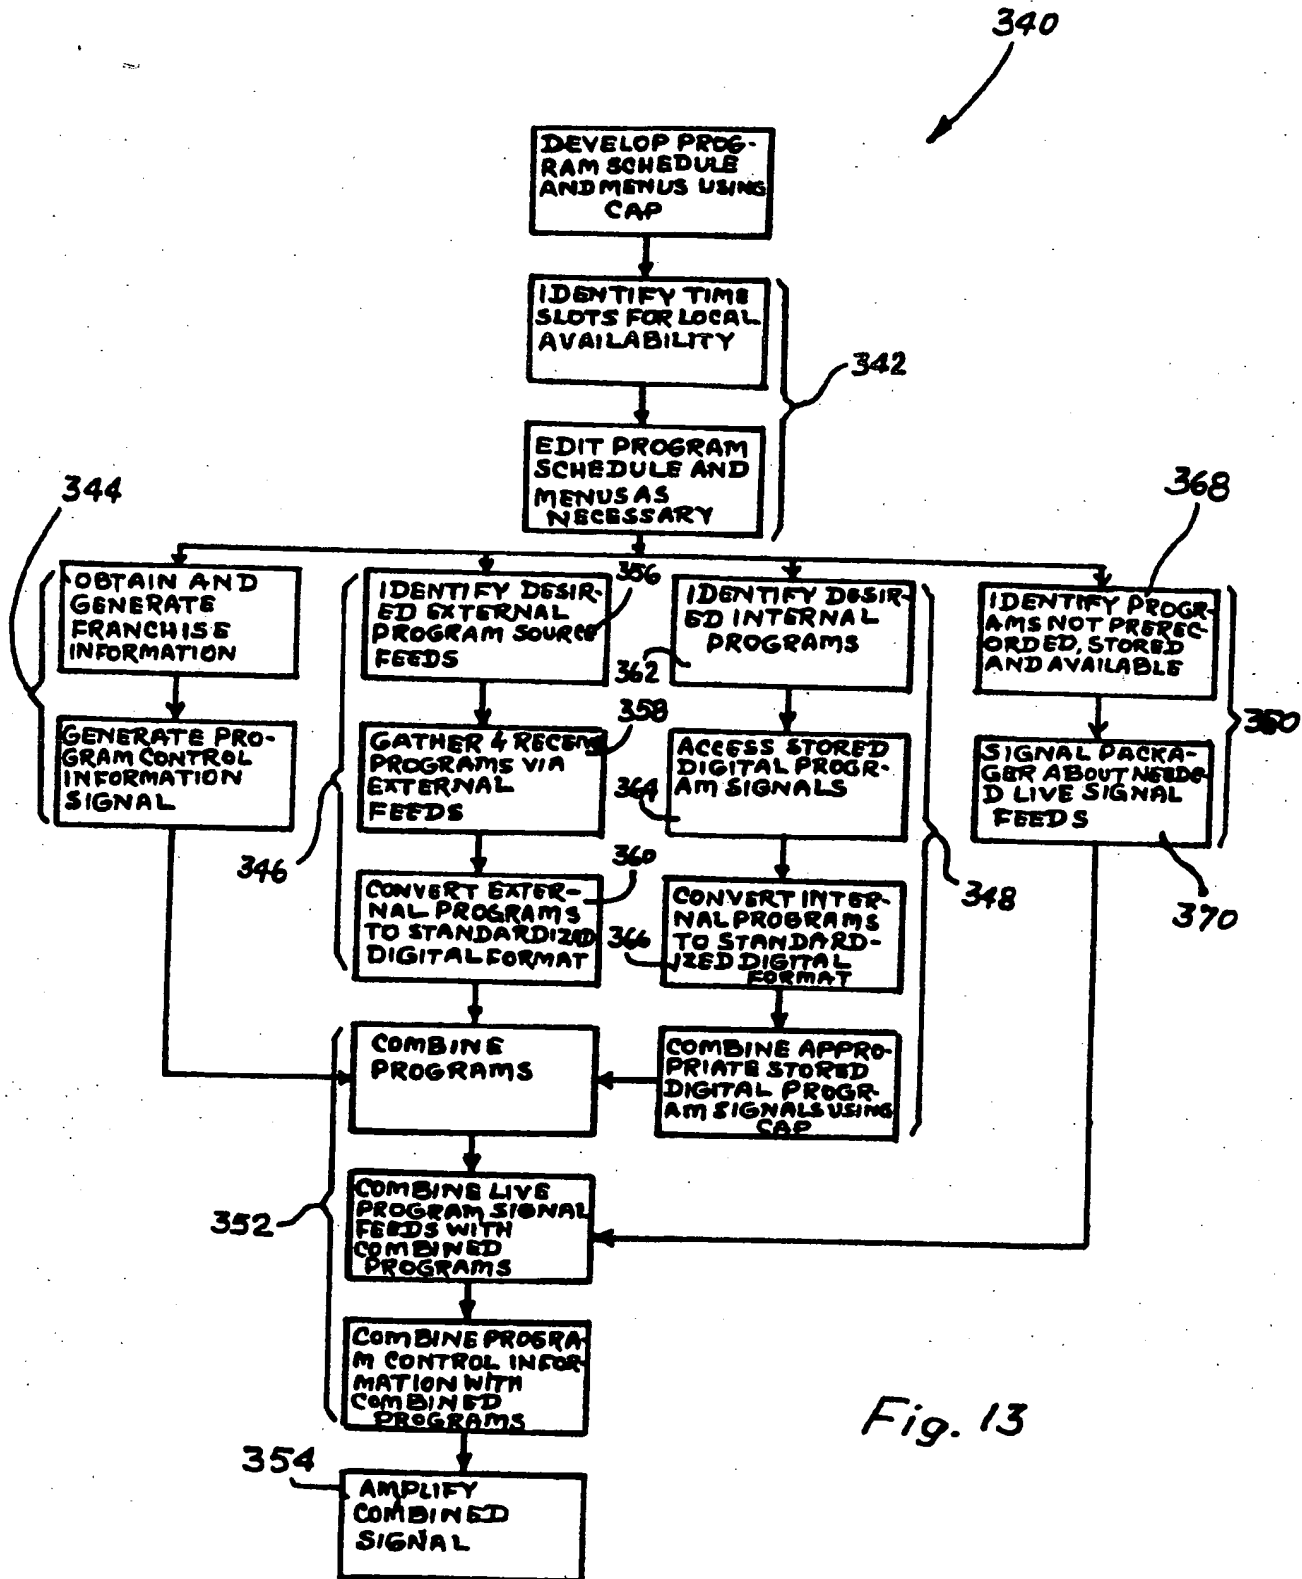 340
DEVELOP PROG-
RAM SCHEDULE
AND MENUS USING
CAP
IDENTIFY TIME
SLOTS FOR LOCAL
AVAILABILITY
342
EDIT PROGRAM
SCHEDULE AND
MENUS AS
NECESSARY
344
368
OBTAIN AND
GENERATE
FRANCHISE
INFORMATION
GENERATE PRO-
GRAM CONTROL
INFORMATION
SIGNAL
346
IDENTIFY DESIR-
ED EXTERNAL
PROGRAM SOURCE
FEEDS
356
GATHER & RECEIVE
PROGRAMS VIA
EXTERNAL
FEEDS
358
CONVERT EXTER-
NAL PROGRAMS
TO STANDARDIZED
DIGITAL FORMAT
360
IDENTIFY DESIR-
ED INTERNAL
PROGRAMS
362
ACCESS STORED
DIGITAL PROGR-
AM SIGNALS
364
CONVERT INTER-
NAL PROGRAMS
TO STANDARD-
IZED DIGITAL
FORMAT
366
COMBINE APPRO-
PRIATE STORED
DIGITAL PROGR-
AM SIGNALS USING
CAP
348
IDENTIFY PROGR-
AMS NOT PREREC-
ORDED, STORED
AND AVAILABLE
350
SIGNAL PACKA-
GER ABOUT NEEDE-
D LIVE SIGNAL
FEEDS
370
COMBINE
PROGRAMS
352
COMBINE LIVE
PROGRAM SIGNAL
FEEDS WITH
COMBINED
PROGRAMS
COMBINE PROGRA-
M CONTROL INFOR-
MATION WITH
COMBINED
PROGRAMS
354
AMPLIFY
COMBINED
SIGNAL
Fig. 13